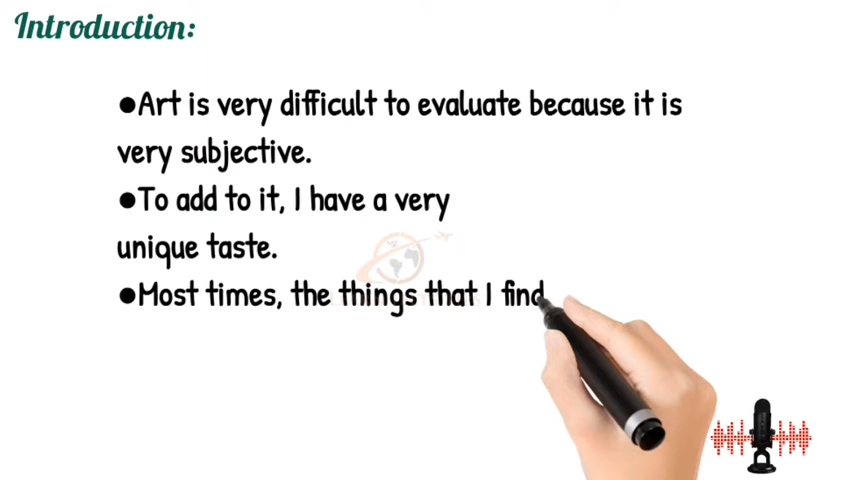 Introduction:
●Art is very difficult to evaluate because it is
very subjective.
●To add to it, I have a very
unique taste.
●Most times, the things that I find